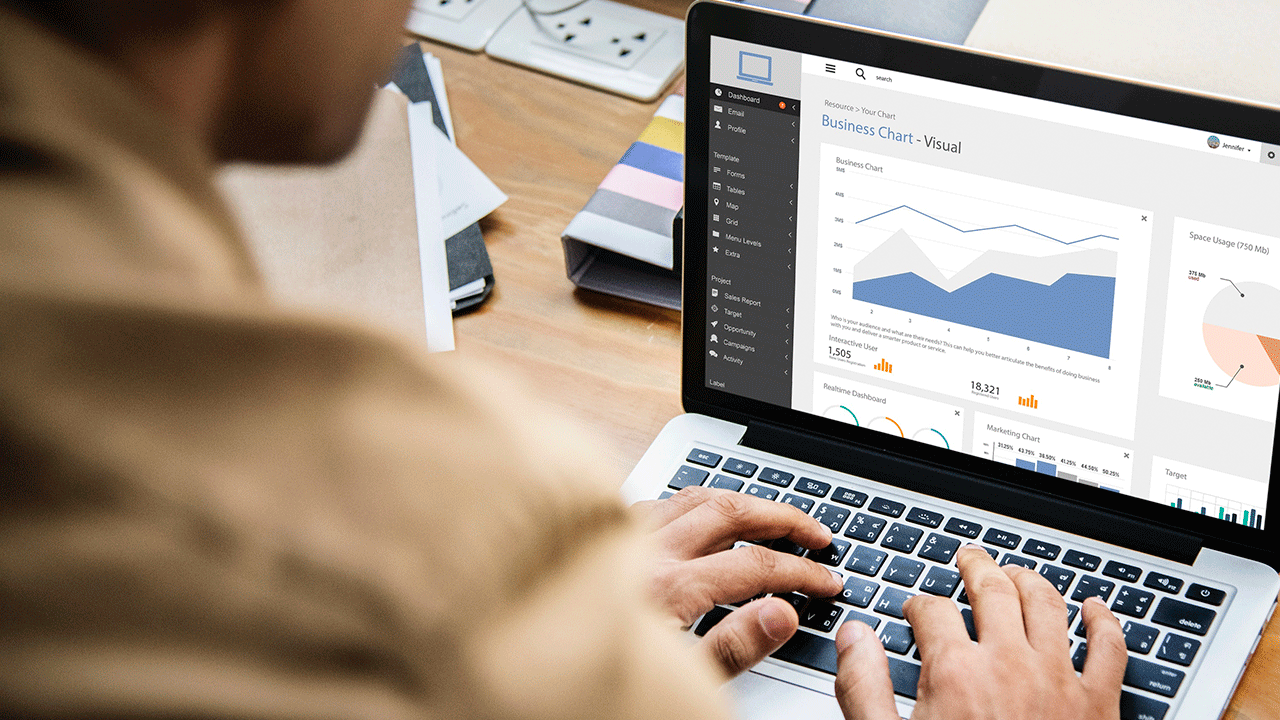 search
Dashboard
Email
Profile
Template
Forms
Tables
Map
Grid
Menu Levels
Extra
Project
Sales Report
Target
Opportunity
Campaigns
Activity
Label
Resource > Your Chart
Jennifer
Business Chart - Visual
Business Chart
5M$
4M$
3M$
2M$
1M$
0M$
2 3 4 5 6 7 8
Who is your audience and what are their needs? This can help you better articulate the benefits of doing business
with you and deliver a smarter product or service.
Interactive User
1,505
18,321
Registered Users
Space Usage (750 Mb)
375 Mb
used
250 Mb
available
Realtime Dashboard
Marketing Chart
31.25% 43.75% 38.50% 41.25% 44.50% 50.25%
Target
esc
T Y U
G
delete
return